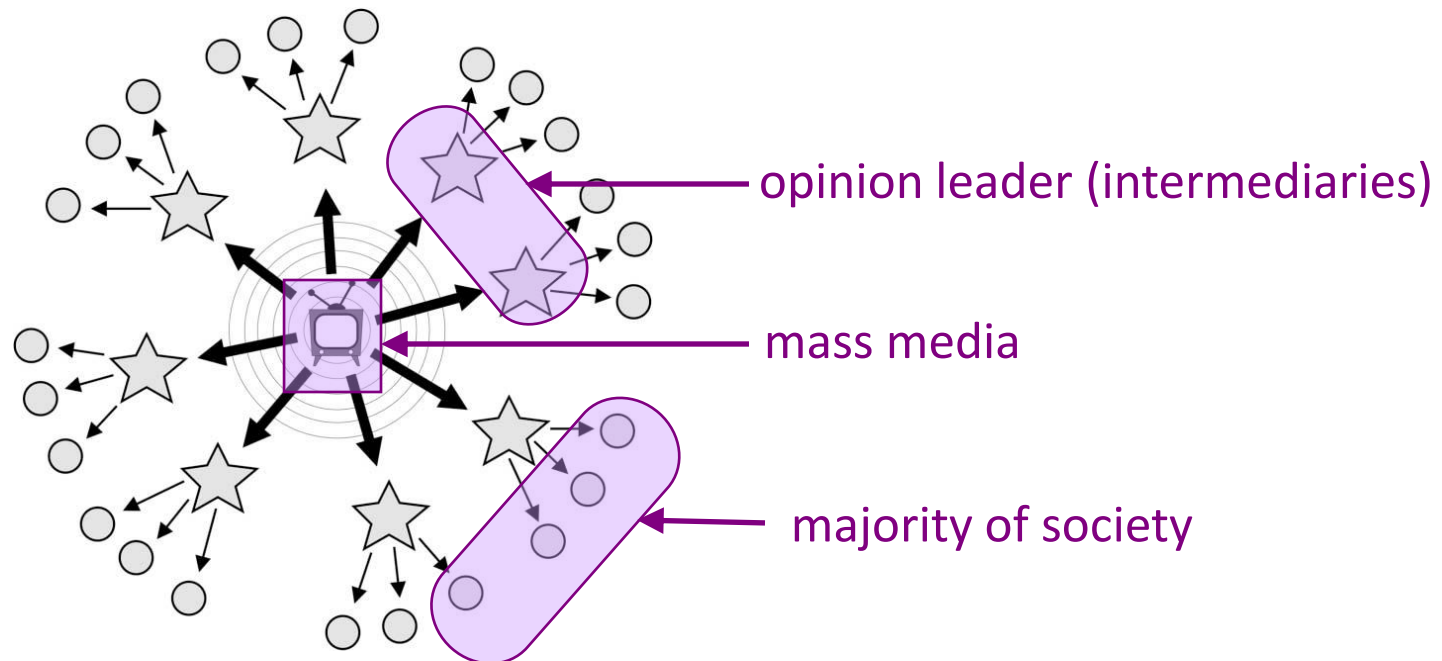 opinion leader (intermediaries)
mass media
majority of society